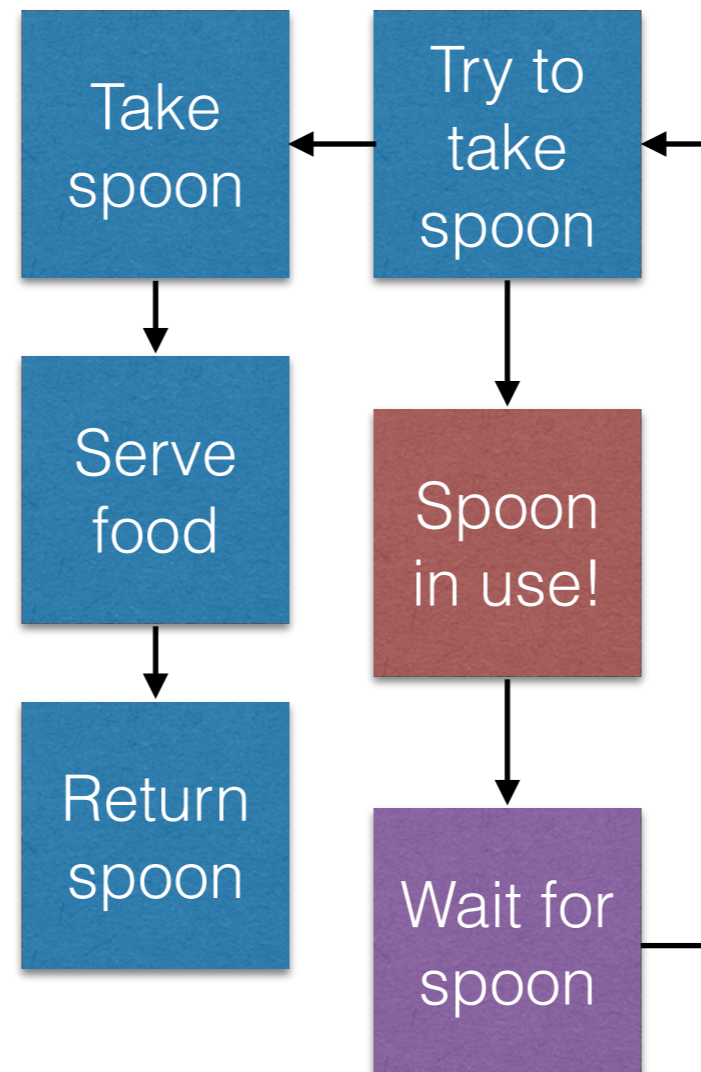 Take
spoon
Try to
take
spoon
Serve
food
Spoon
in use!
Return
spoon
Wait for
spoon